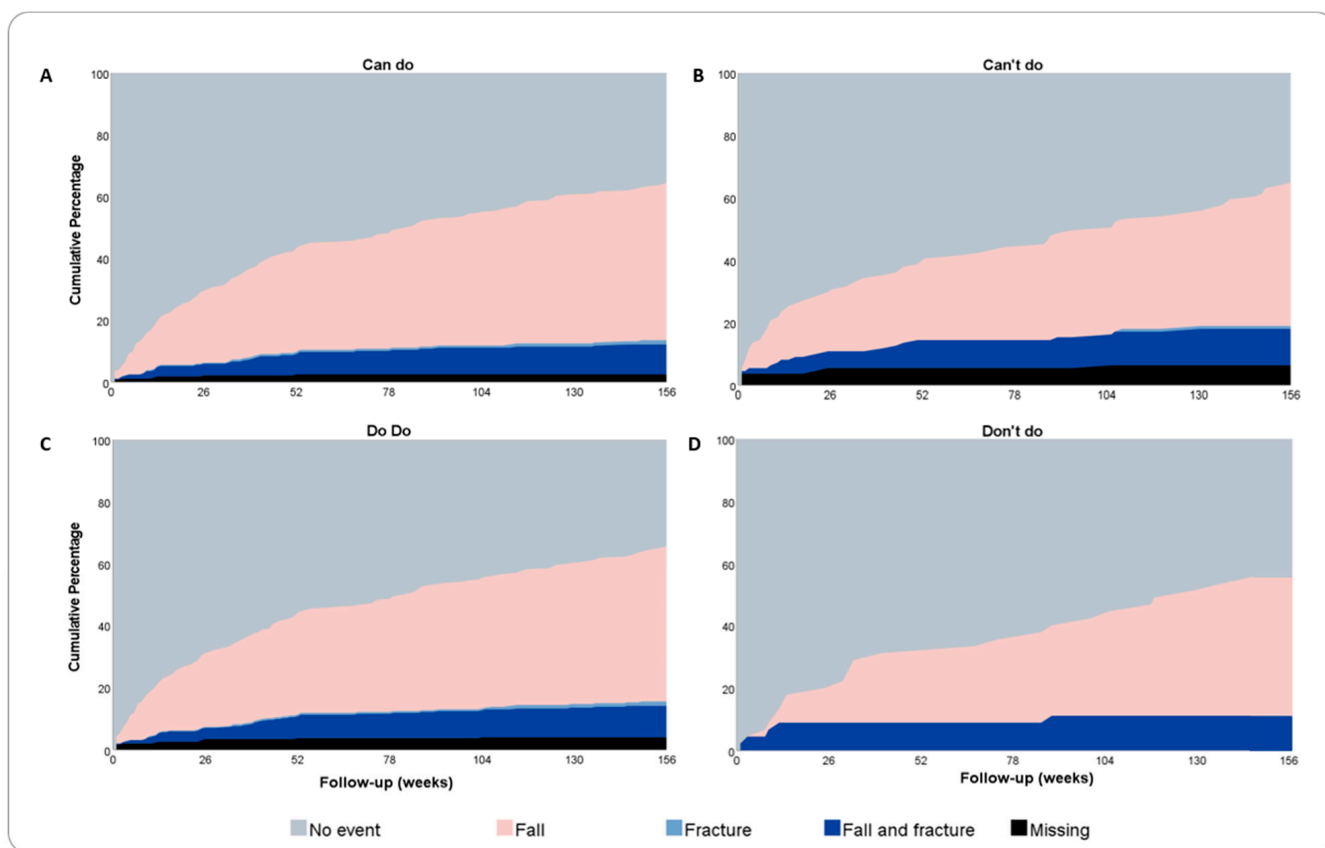 A
Can do
100
80
60
40
20
0
0 26 52 78 104 130 156
Cumulative Percentage
B
Can't do
100
80
60
40
20
0
0 26 52 78 104 130 156
C
Do Do
100
80
60
40
20
0
0 26 52 78 104 130 156
Cumulative Percentage
Follow-up (weeks)
D
Don't do
100
80
60
40
20
0
0 26 52 78 104 130 156
Follow-up (weeks)
No event Fall Fracture Fall and fracture Missing